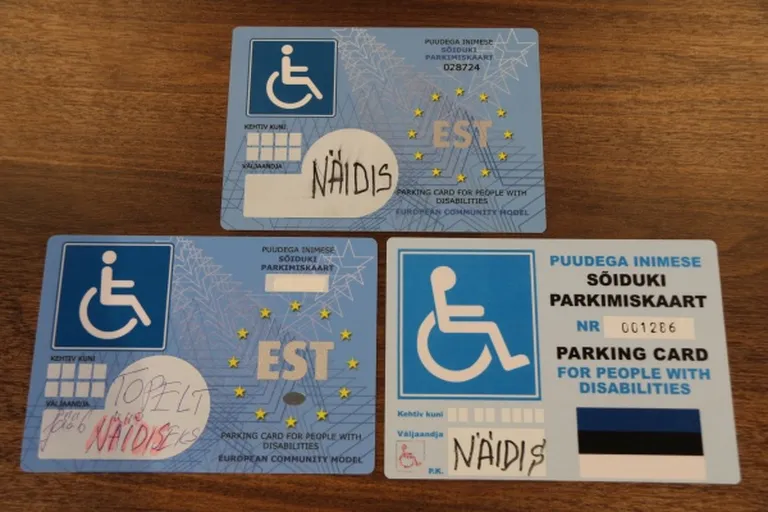 PUUDEGA INIMESE
SÕIDUKI
PARKIMISKAART
028724
EST
KEHTIV KUNI
VÄLJAANDJA
NÄIDIS
PARKING CARD FOR PEOPLE WITH
DISABILITIES
EUROPEAN COMMUNITY MODEL
PUUDEGA INIMESE
SÕIDUKI
PARKIMISKAART
EST
KEHTIV KUNI
VÄLJAANDJA
TOPELT
jääb
NÄIDISEKS
PARKING CARD FOR PEOPLE WITH
DISABILITIES
EUROPEAN COMMUNITY MODEL
PUUDEGA INIMESE
SÕIDUKI
PARKIMISKAART
NR 001286
PARKING CARD
FOR PEOPLE WITH
DISABILITIES
Kehtiv kuni
Väljaandja
P.K.
NÄIDIS